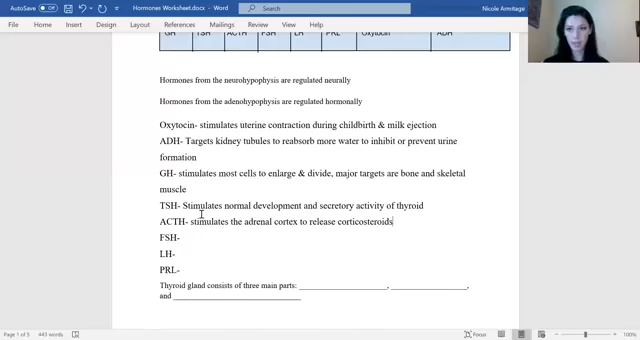 AutoSave Off Hormones Worksheet.docx - Word Nicole Armitage
File Home Insert Draw Design Layout References Mailings Review View Help
GH TSH ACTH FSH LH PRL Oxytocin ADH
Hormones from the neurohypophysis are regulated neurally
Hormones from the adenohypophysis are regulated hormonally
Oxytocin- stimulates uterine contraction during childbirth & milk ejection
ADH- Targets kidney tubules to reabsorb more water to inhibit or prevent urine
formation
GH- stimulates most cells to enlarge & divide, major targets are bone and skeletal
muscle
TSH- Stimulates normal development and secretory activity of thyroid
ACTH- stimulates the adrenal cortex to release corticosteroids
FSH-
LH-
PRL-
Thyroid gland consists of three main parts: ____________________, _________________,
and ____________________________
Page 1 of 5 443 words Focus 100%